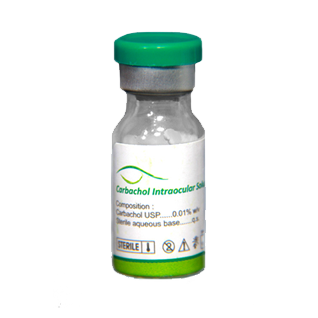 Carbachol Intraocular
Composition :
Carbachol USP......0.01% w/v
Sterile aqueous base.......q.s.
STERILE